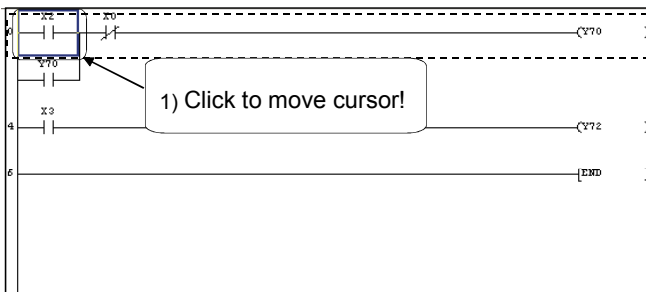 X2 X0
0 (Y70 )
Y70
1) Click to move cursor!
X3
4 (Y72 )
6 [END ]